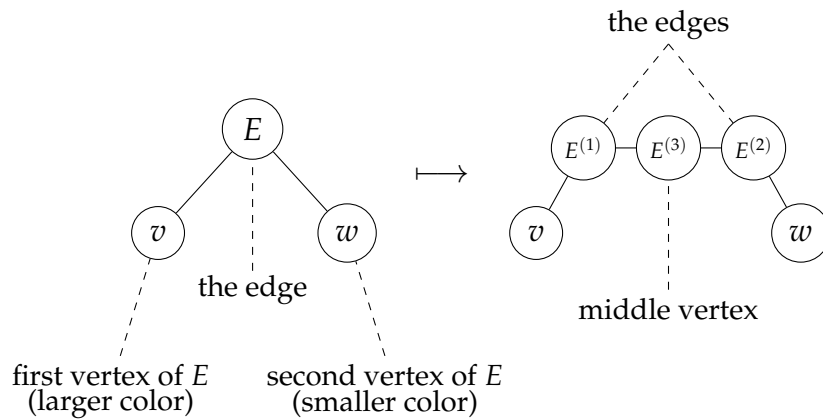 the edges
E
⟼
E⁽¹⁾ E⁽³⁾ E⁽²⁾
v w v w
the edge
middle vertex
first vertex of E second vertex of E
(larger color) (smaller color)